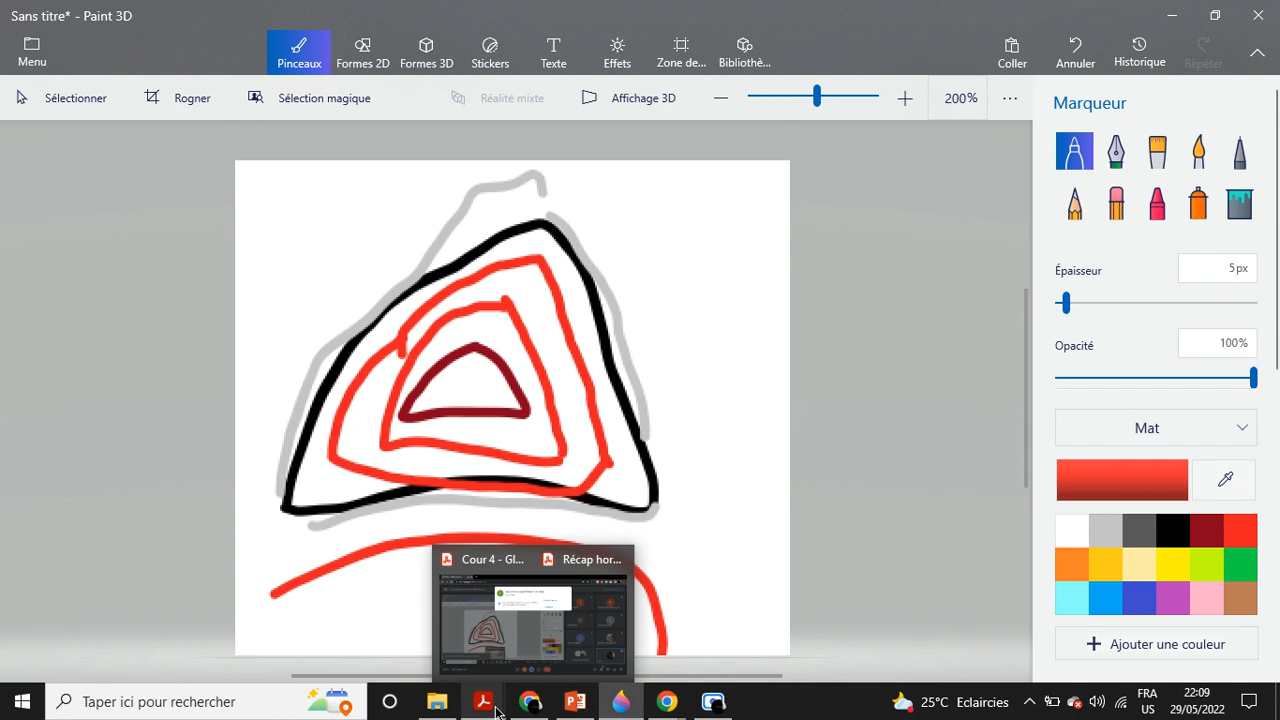 Sans titre* - Paint 3D
Menu
Pinceaux
Formes 2D
Formes 3D
Stickers
Texte
Effets
Zone de...
Bibliothè...
Coller
Annuler
Historique
Répéter
Sélectionner
Rogner
Sélection magique
Réalité mixte
Affichage 3D
200%
Marqueur
Épaisseur
5px
Opacité
100%
Mat
Ajouter une couleur
Cour 4 - Gl...
Récap hor...
Taper ici pour rechercher
25°C Eclaircies
FRA
US
22:09
29/05/2022